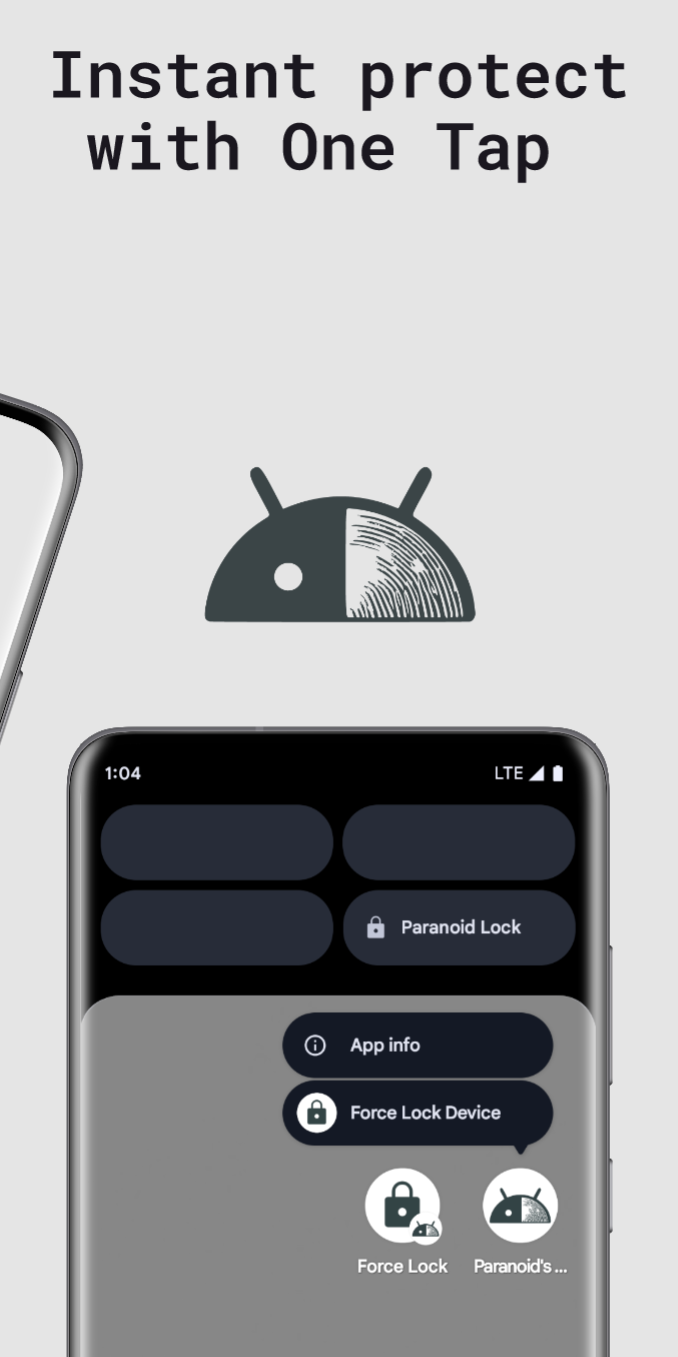 Instant protect
with One Tap
1:04
LTE
Paranoid Lock
App info
Force Lock Device
Force Lock
Paranoid's ...